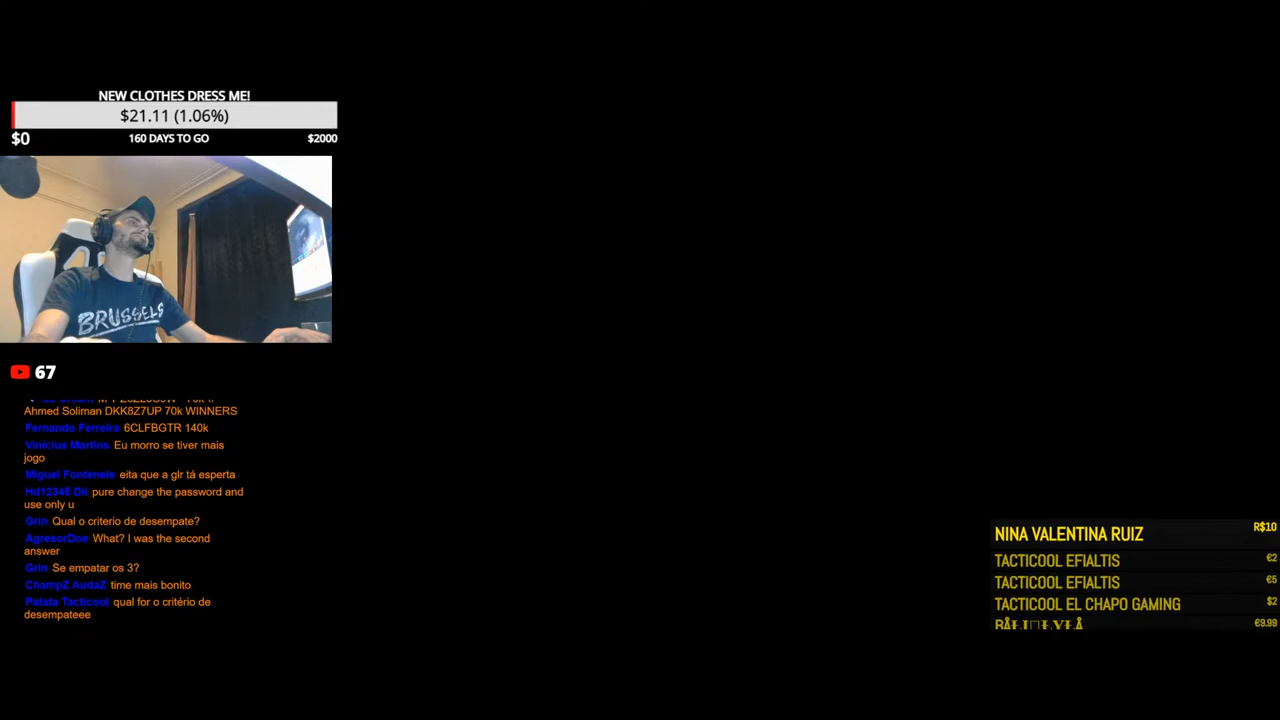 NEW CLOTHES DRESS ME!
$21.11 (1.06%)
$0 160 DAYS TO GO $2000
BRUSSELS
67
Ahmed Soliman DKK8Z7UP 70k WINNERS
Fernando Ferreira 6CLFBGTR 140k
Vinícius Martins Eu morro se tiver mais
jogo
Miguel Fontenele eita que a glr tá esperta
Hd12345 Dii pure change the password and
use only u
Grin Qual o criterio de desempate?
AgresorDoe What? I was the second
answer
Grin Se empatar os 3?
ChampZ AudaZ time mais bonito
Patata Tacticool qual for o critério de
desempateee
NINA VALENTINA RUIZ R$10
TACTICOOL EFIALTIS €2
TACTICOOL EFIALTIS €5
TACTICOOL EL CHAPO GAMING $2
€9.99